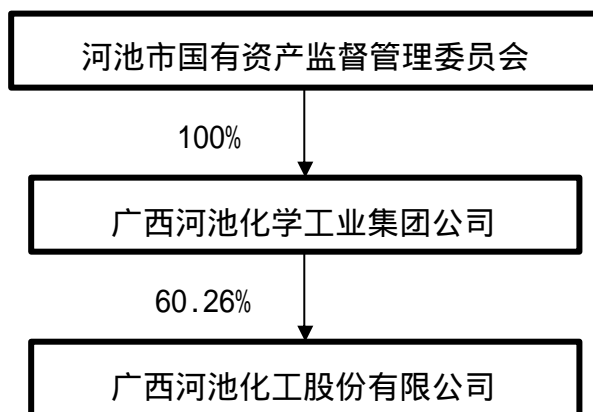 河池市国有资产监督管理委员会
100%
广西河池化学工业集团公司
60.26%
广西河池化工股份有限公司